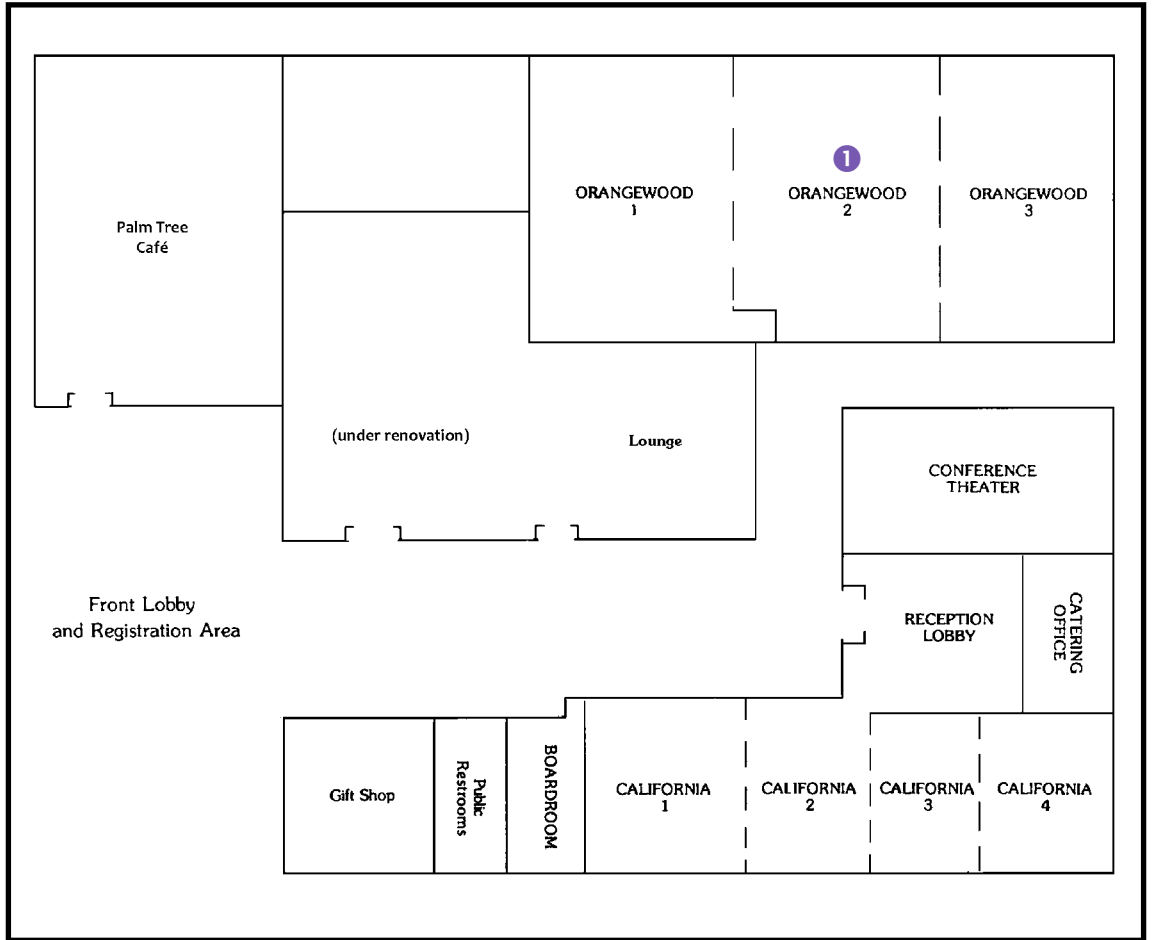 Palm Tree
Café
1
ORANGEWOOD
1
ORANGEWOOD
2
ORANGEWOOD
3
(under renovation)
Lounge
CONFERENCE
THEATER
Front Lobby
and Registration Area
RECEPTION
LOBBY
CATERING
OFFICE
Gift Shop
Public
Restrooms
BOARDROOM
CALIFORNIA
1
CALIFORNIA
2
CALIFORNIA
3
CALIFORNIA
4